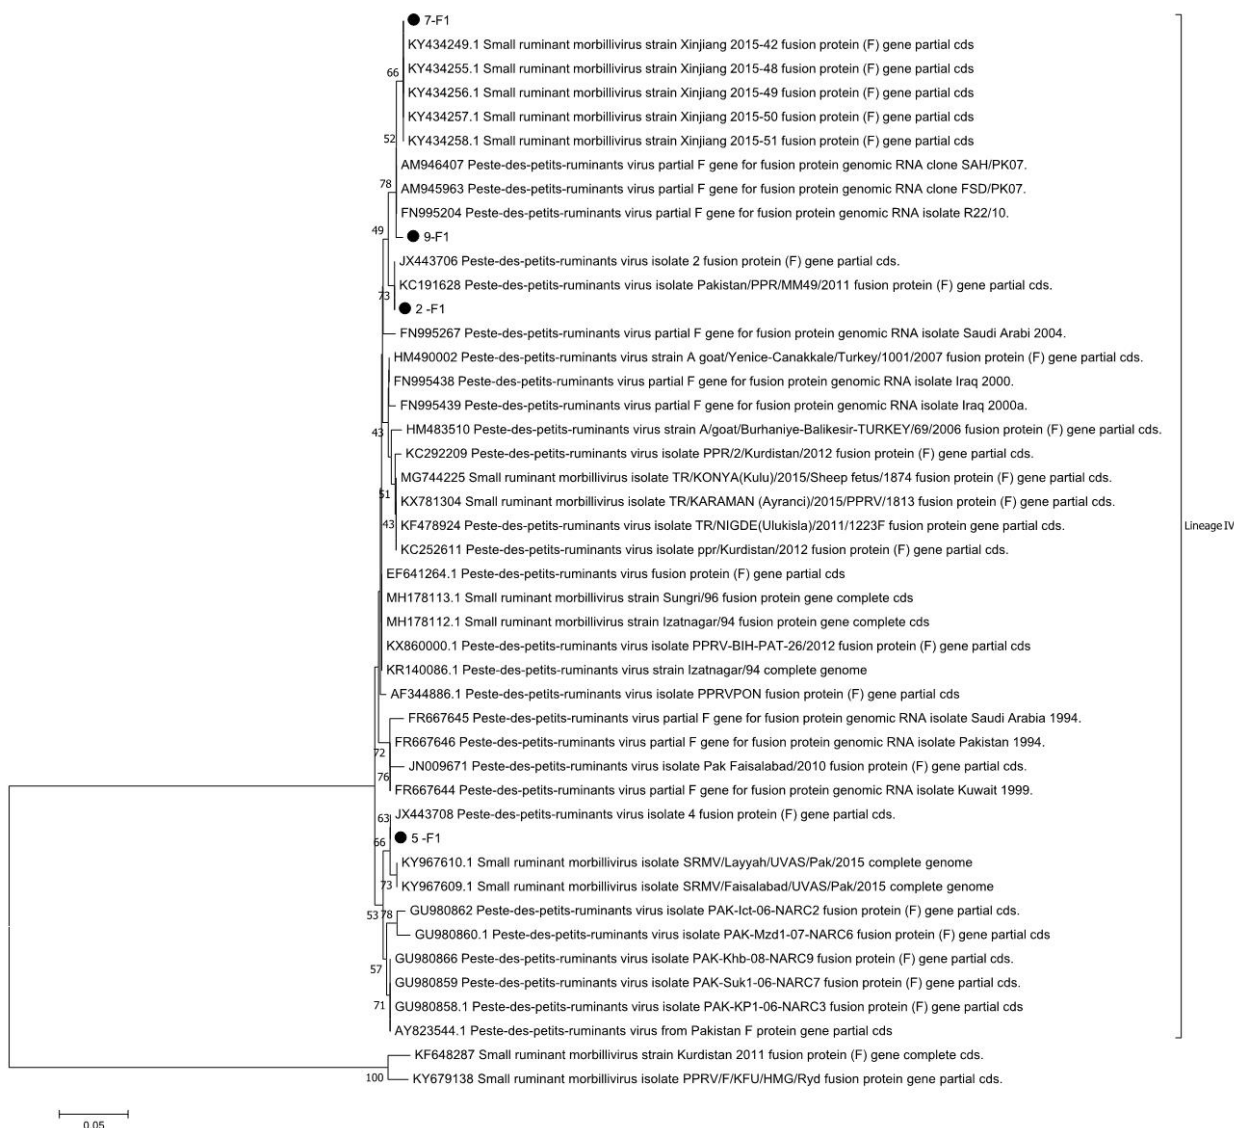 7-F1
KY434249.1 Small ruminant morbillivirus strain Xinjiang 2015-42 fusion protein (F) gene partial cds
KY434255.1 Small ruminant morbillivirus strain Xinjiang 2015-48 fusion protein (F) gene partial cds
66
KY434256.1 Small ruminant morbillivirus strain Xinjiang 2015-49 fusion protein (F) gene partial cds
KY434257.1 Small ruminant morbillivirus strain Xinjiang 2015-50 fusion protein (F) gene partial cds
52
KY434258.1 Small ruminant morbillivirus strain Xinjiang 2015-51 fusion protein (F) gene partial cds
AM946407 Peste-des-petits-ruminants virus partial F gene for fusion protein genomic RNA clone SAH/PK07.
78
AM945963 Peste-des-petits-ruminants virus partial F gene for fusion protein genomic RNA clone FSD/PK07.
FN995204 Peste-des-petits-ruminants virus partial F gene for fusion protein genomic RNA isolate R22/10.
49
9-F1
JX443706 Peste-des-petits-ruminants virus isolate 2 fusion protein (F) gene partial cds.
KC191628 Peste-des-petits-ruminants virus isolate Pakistan/PPR/MM49/2011 fusion protein (F) gene partial cds.
73
2 -F1
FN995267 Peste-des-petits-ruminants virus partial F gene for fusion protein genomic RNA isolate Saudi Arabi 2004.
HM490002 Peste-des-petits-ruminants virus strain A goat/Yenice-Canakkale/Turkey/1001/2007 fusion protein (F) gene partial cds.
FN995438 Peste-des-petits-ruminants virus partial F gene for fusion protein genomic RNA isolate Iraq 2000.
FN995439 Peste-des-petits-ruminants virus partial F gene for fusion protein genomic RNA isolate Iraq 2000a.
43
HM483510 Peste-des-petits-ruminants virus strain A/goat/Burhaniye-Balikesir-TURKEY/69/2006 fusion protein (F) gene partial cds.
KC292209 Peste-des-petits-ruminants virus isolate PPR/2/Kurdistan/2012 fusion protein (F) gene partial cds.
MG744225 Small ruminant morbillivirus isolate TR/KONYA(Kulu)/2015/Sheep fetus/1874 fusion protein (F) gene partial cds.
51
KX781304 Small ruminant morbillivirus isolate TR/KARAMAN (Ayranci)/2015/PPRV/1813 fusion protein (F) gene partial cds.
43
KF478924 Peste-des-petits-ruminants virus isolate TR/NIGDE(Ulukisla)/2011/1223F fusion protein gene partial cds.
Lineage IV
KC252611 Peste-des-petits-ruminants virus isolate ppr/Kurdistan/2012 fusion protein (F) gene partial cds.
EF641264.1 Peste-des-petits-ruminants virus fusion protein (F) gene partial cds
MH178113.1 Small ruminant morbillivirus strain Sungri/96 fusion protein gene complete cds
MH178112.1 Small ruminant morbillivirus strain Izatnagar/94 fusion protein gene complete cds
KX860000.1 Peste-des-petits-ruminants virus isolate PPRV-BIH-PAT-26/2012 fusion protein (F) gene partial cds
KR140086.1 Peste-des-petits-ruminants virus strain Izatnagar/94 complete genome
AF344886.1 Peste-des-petits-ruminants virus isolate PPRVPON fusion protein (F) gene partial cds
FR667645 Peste-des-petits-ruminants virus partial F gene for fusion protein genomic RNA isolate Saudi Arabia 1994.
FR667646 Peste-des-petits-ruminants virus partial F gene for fusion protein genomic RNA isolate Pakistan 1994.
72
JN009671 Peste-des-petits-ruminants virus isolate Pak Faisalabad/2010 fusion protein (F) gene partial cds.
76
FR667644 Peste-des-petits-ruminants virus partial F gene for fusion protein genomic RNA isolate Kuwait 1999.
63
JX443708 Peste-des-petits-ruminants virus isolate 4 fusion protein (F) gene partial cds.
66
5 -F1
KY967610.1 Small ruminant morbillivirus isolate SRMV/Layyah/UVAS/Pak/2015 complete genome
73
KY967609.1 Small ruminant morbillivirus isolate SRMV/Faisalabad/UVAS/Pak/2015 complete genome
53 78
GU980862 Peste-des-petits-ruminants virus isolate PAK-Ict-06-NARC2 fusion protein (F) gene partial cds.
GU980860.1 Peste-des-petits-ruminants virus isolate PAK-Mzd1-07-NARC6 fusion protein (F) gene partial cds
GU980866 Peste-des-petits-ruminants virus isolate PAK-Khb-08-NARC9 fusion protein (F) gene partial cds.
57
GU980859 Peste-des-petits-ruminants virus isolate PAK-Suk1-06-NARC7 fusion protein (F) gene partial cds.
71
GU980858.1 Peste-des-petits-ruminants virus isolate PAK-KP1-06-NARC3 fusion protein (F) gene partial cds
AY823544.1 Peste-des-petits-ruminants virus from Pakistan F protein gene partial cds
KF648287 Small ruminant morbillivirus strain Kurdistan 2011 fusion protein (F) gene complete cds.
100
KY679138 Small ruminant morbillivirus isolate PPRV/F/KFU/HMG/Ryd fusion protein gene partial cds.
0.05